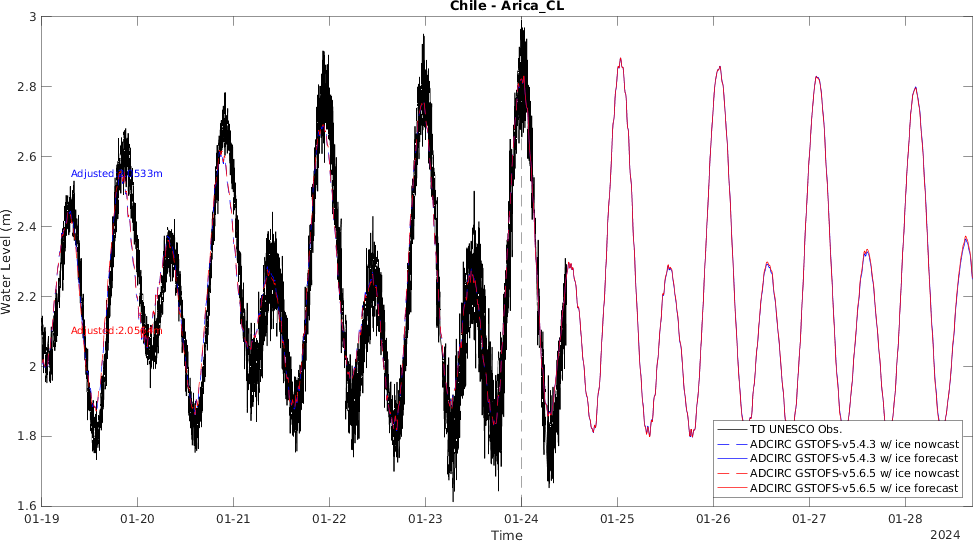 Chile - Arica_CL
Water Level (m)
3
2.8
2.6
2.4
2.2
2
1.8
1.6
Adjusted
533m
Adjusted:2.05
01-19
01-20
01-21
01-22
01-23
01-24
01-25
01-26
01-27
01-28
Time
2024
TD UNESCO Obs.
ADCIRC GSTOFS-v5.4.3 w/ ice nowcast
ADCIRC GSTOFS-v5.4.3 w/ ice forecast
ADCIRC GSTOFS-v5.6.5 w/ ice nowcast
ADCIRC GSTOFS-v5.6.5 w/ ice forecast